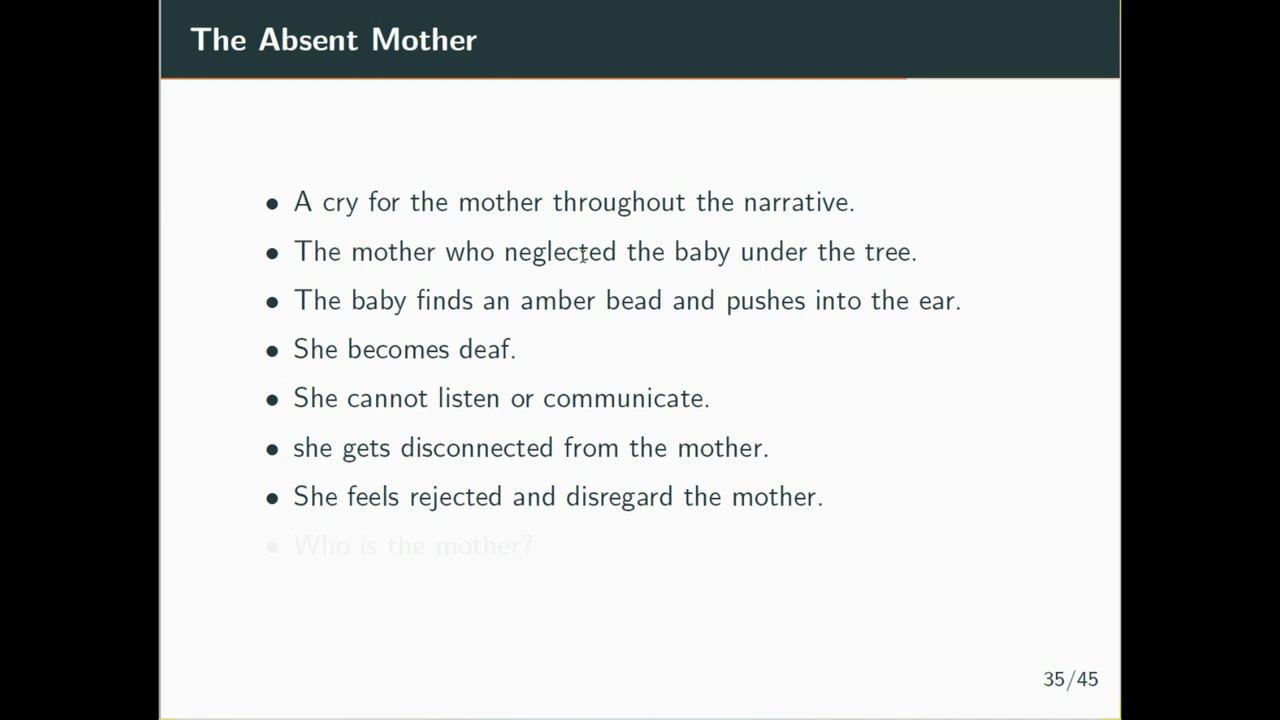 The Absent Mother
• A cry for the mother throughout the narrative.
• The mother who neglected the baby under the tree.
• The baby finds an amber bead and pushes into the ear.
• She becomes deaf.
• She cannot listen or communicate.
• she gets disconnected from the mother.
• She feels rejected and disregard the mother.
• Who is the mother?
35/45